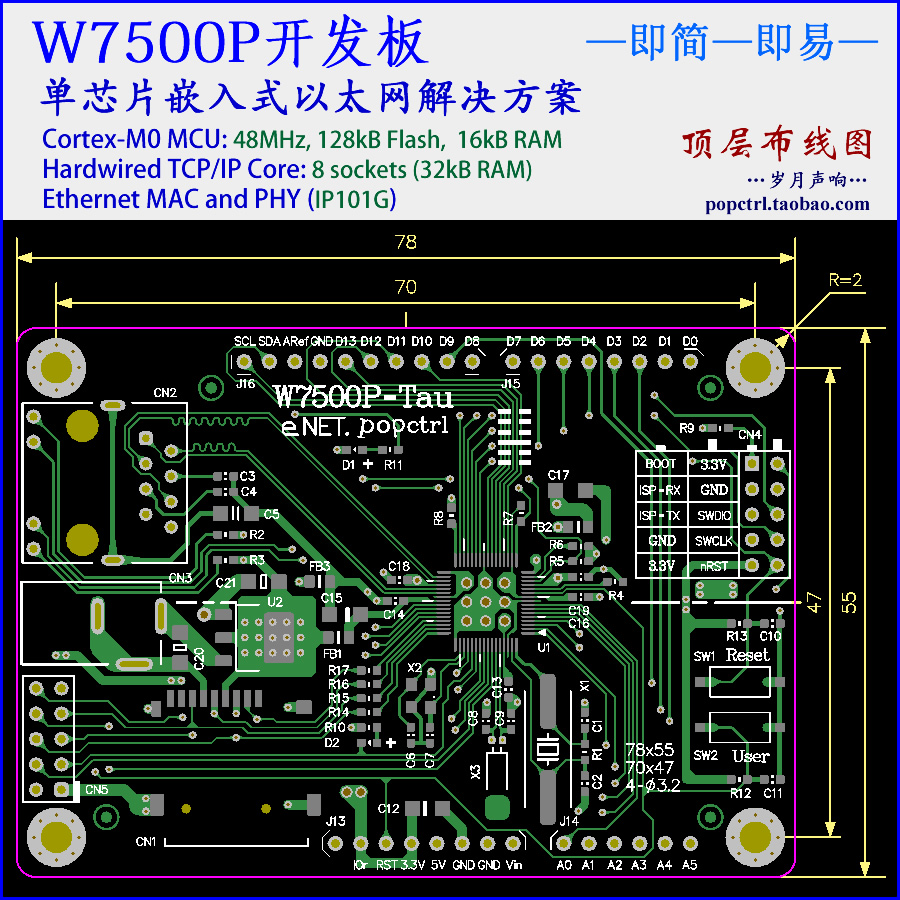 W7500P开发板
—即简—即易—
单芯片嵌入式以太网解决方案
Cortex-M0 MCU: 48MHz, 128kB Flash, 16kB RAM
Hardwired TCP/IP Core: 8 sockets (32kB RAM)
Ethernet MAC and PHY (IP101G)
顶层布线图
…岁月声响…
popctrl.taobao.com
78
70
R=2
SCL SDA ARef GND D13 D12 D11 D10 D9 D8 D7 D6 D5 D4 D3 D2 D1 D0
J16 J15
CN2
W7500P-Tau
eNET. popctrl
R9 CN4
D1 + R11
BOOT 3.3V
ISP-RX GND
ISP-TX SWDIO
GND SWCLK
3.3V nRST
C3
C4
C17
C5
R8 R7
FB2
R2
R6
R3
R5
CN3 C21 FB3 C18
R4
U2 C15 C14
C19
C16
47
55
U1
R13 C10
FB1
C20
SW1 Reset
R17
X2
R16
R15
C13
X1
R14
C8 C9
R10
C1
D2 +
C6 C7
X3
R1
78x55
SW2 User
70x47
C2
4-Φ3.2
CN5
R12 C11
C12
J13 J14
CN1
IOr RST 3.3V 5V GND GND Vin A0 A1 A2 A3 A4 A5